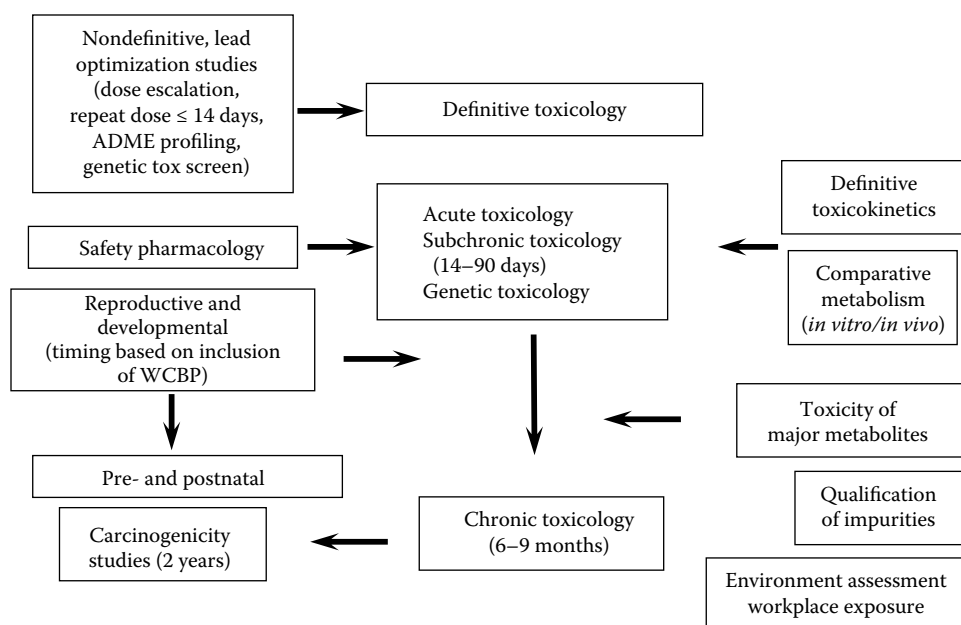 Nondefinitive, lead
optimization studies
(dose escalation,
repeat dose ≤ 14 days,
ADME profiling,
genetic tox screen)
Definitive toxicology
Safety pharmacology
Acute toxicology
Subchronic toxicology
(14–90 days)
Genetic toxicology
Definitive
toxicokinetics
Comparative
metabolism
(in vitro/in vivo)
Reproductive and
developmental
(timing based on inclusion
of WCBP)
Toxicity of
major metabolites
Pre- and postnatal
Qualification
of impurities
Carcinogenicity
studies (2 years)
Chronic toxicology
(6–9 months)
Environment assessment
workplace exposure